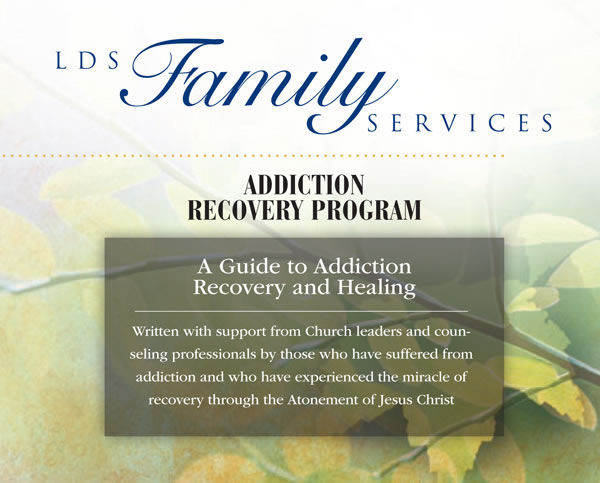 LDS Family SERVICES
ADDICTION
RECOVERY PROGRAM
A Guide to Addiction
Recovery and Healing
Written with support from Church leaders and coun-
seling professionals by those who have suffered from
addiction and who have experienced the miracle of
recovery through the Atonement of Jesus Christ